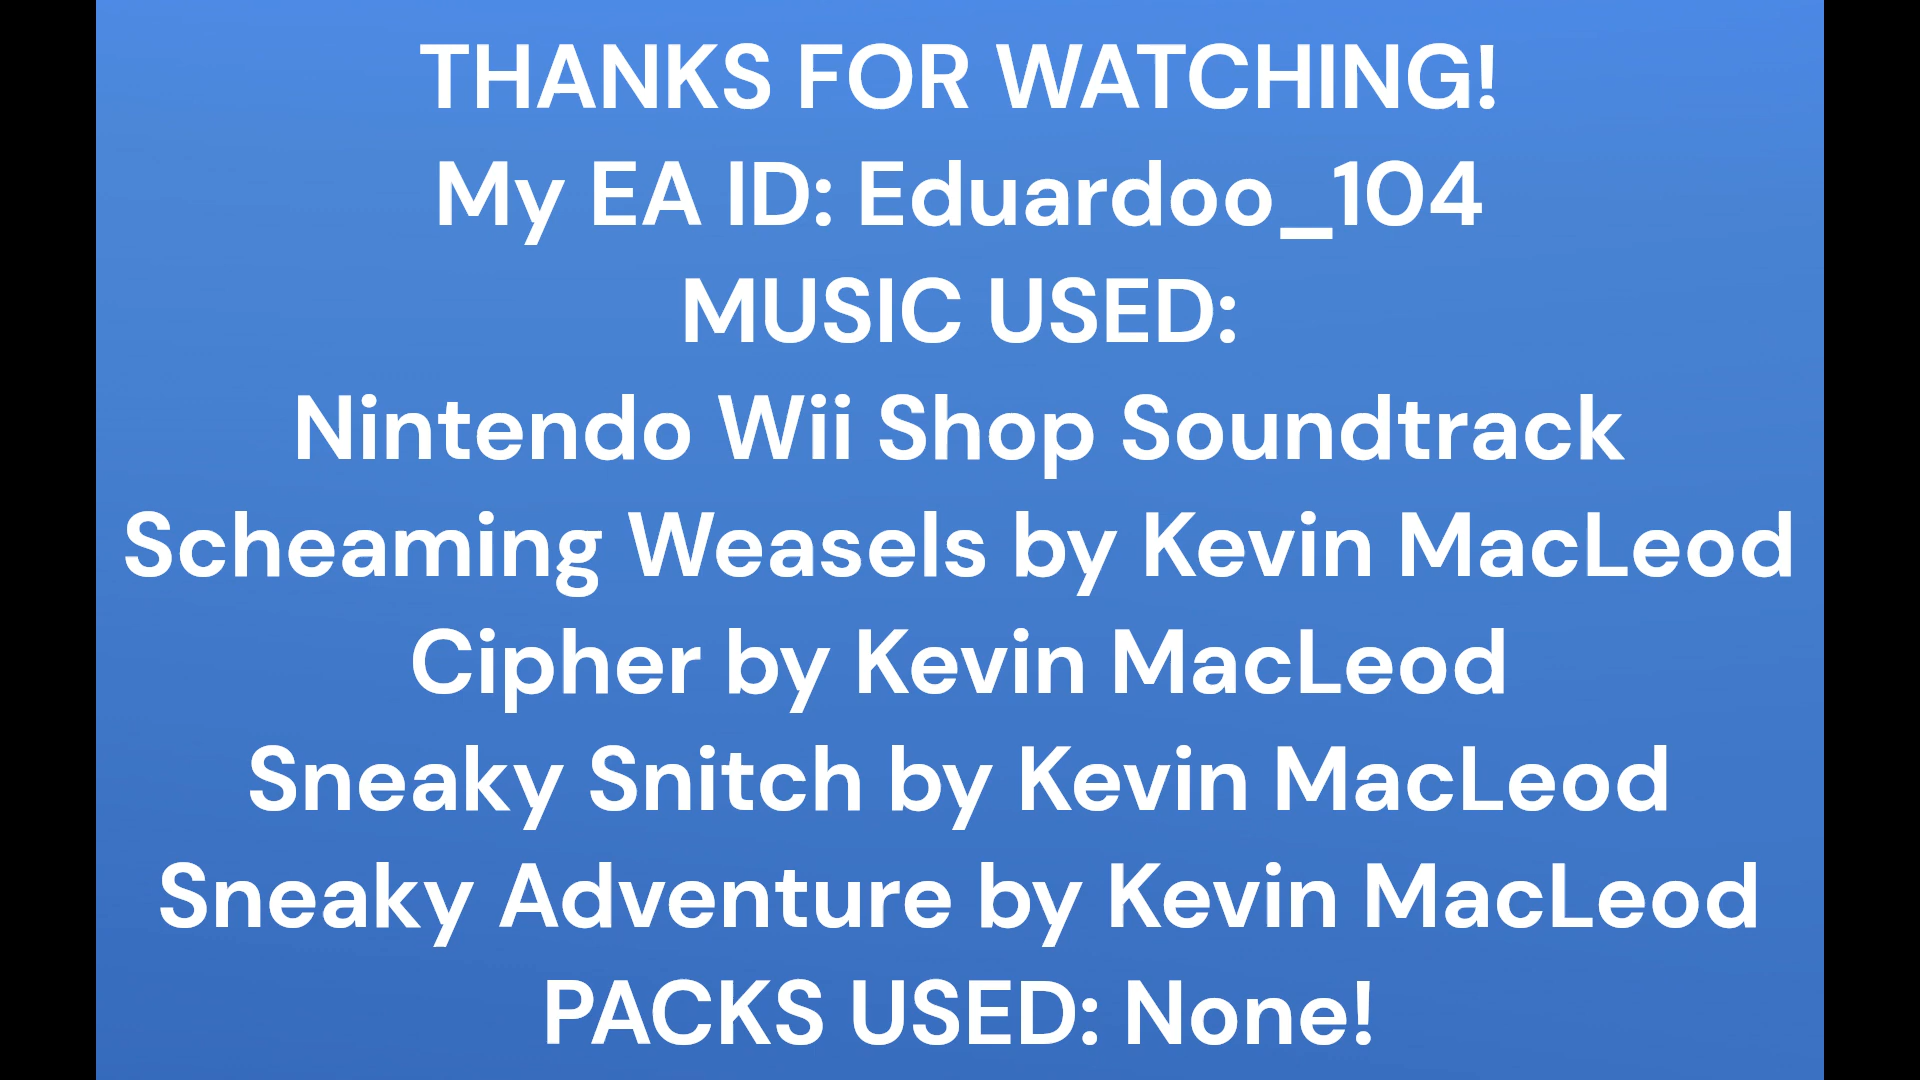 THANKS FOR WATCHING!
My EA ID: Eduardoo_104
MUSIC USED:
Nintendo Wii Shop Soundtrack
Scheaming Weasels by Kevin MacLeod
Cipher by Kevin MacLeod
Sneaky Snitch by Kevin MacLeod
Sneaky Adventure by Kevin MacLeod
PACKS USED: None!